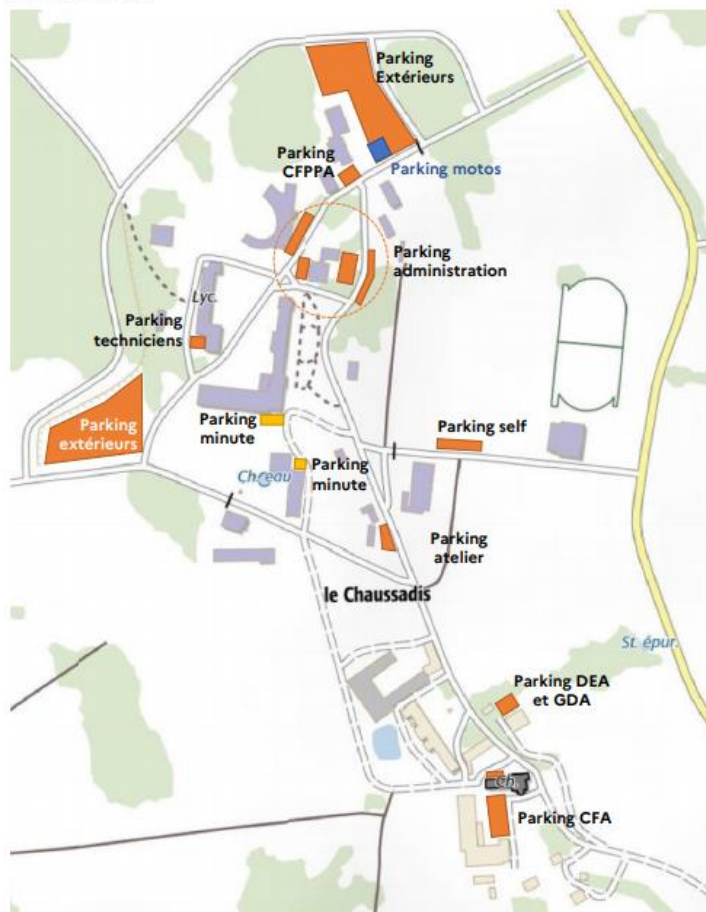 Parking
Extérieurs
Parking
CFPPA
Parking motos
Parking
administration
Lyc.
Parking
techniciens
Parking
extérieurs
Parking
minute
Parking self
Parking
minute
Parking
atelier
le Chaussadis
St. épur.
Parking DEA
et GDA
Ch.
Parking CFA